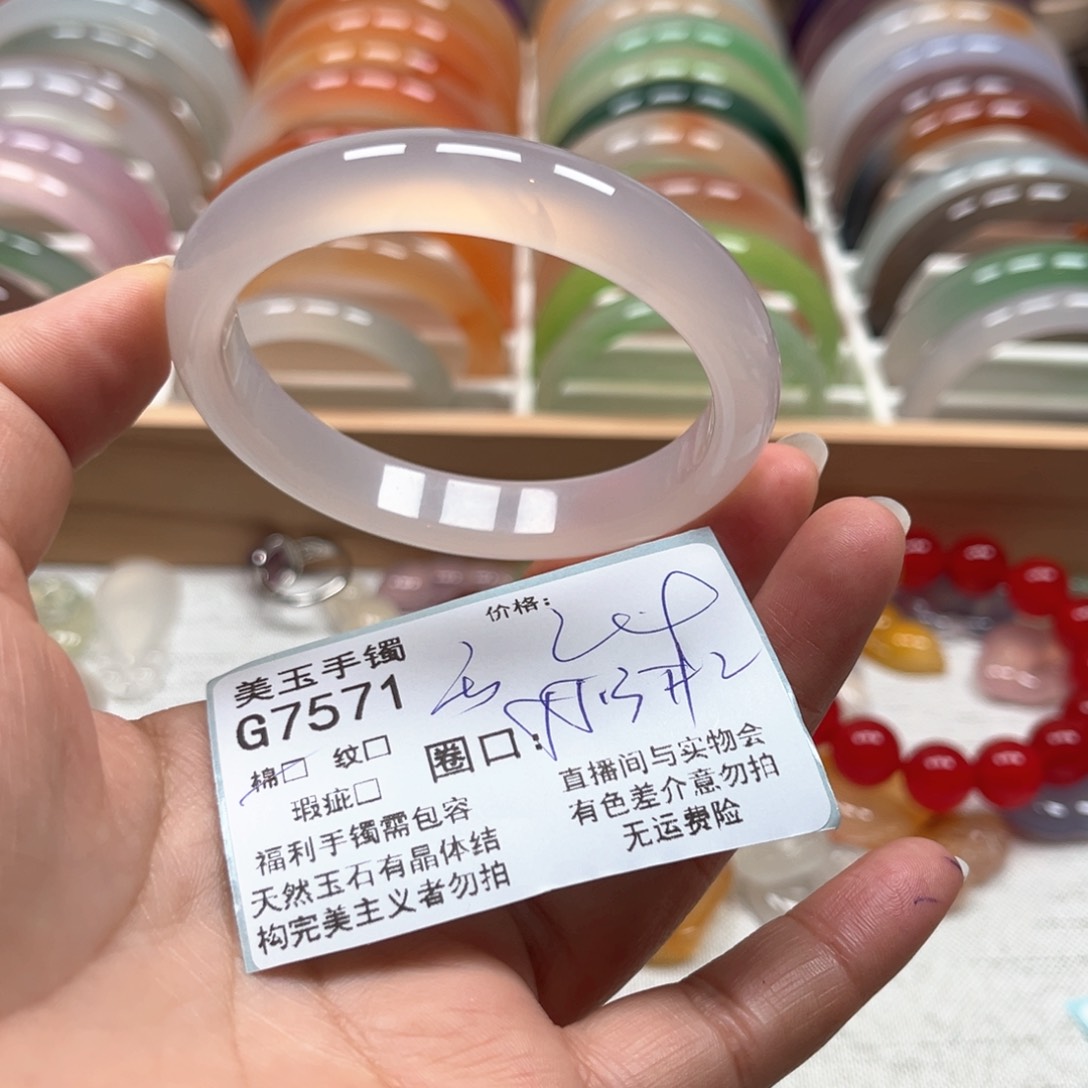 美玉手镯
价格：
G7571
棉□ 纹□ 圈口：
瑕疵□
福利手镯需包容
天然玉石有晶体结
构完美主义者勿拍
直播间与实物会
有色差介意勿拍
无运费险